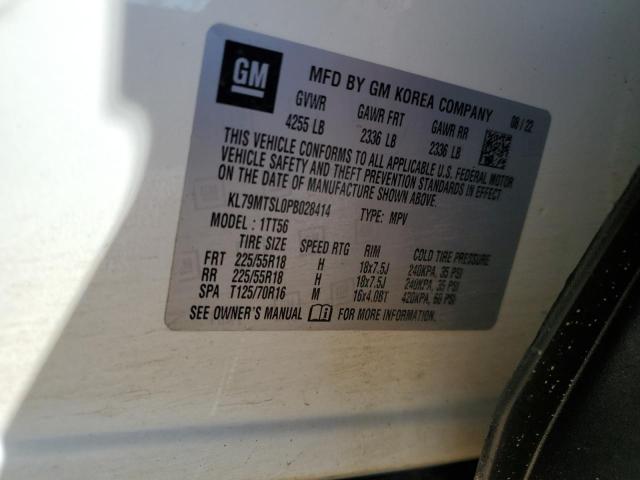 GM
MFD BY GM KOREA COMPANY 08/22
GVWR GAWR FRT GAWR RR
4255 LB 2336 LB 2336 LB
THIS VEHICLE CONFORMS TO ALL APPLICABLE U.S. FEDERAL MOTOR
VEHICLE SAFETY AND THEFT PREVENTION STANDARDS IN EFFECT
ON THE DATE OF MANUFACTURE SHOWN ABOVE.
KL79MTSL0PB028414 TYPE: MPV
MODEL: 1TT56
TIRE SIZE SPEED RTG RIM COLD TIRE PRESSURE
FRT 225/55R18 H 18x7.5J 240KPA, 35 PSI
RR 225/55R18 H 18x7.5J 240KPA, 35 PSI
SPA T125/70R16 M 16x4.0BT 420KPA, 60 PSI
SEE OWNER'S MANUAL FOR MORE INFORMATION.